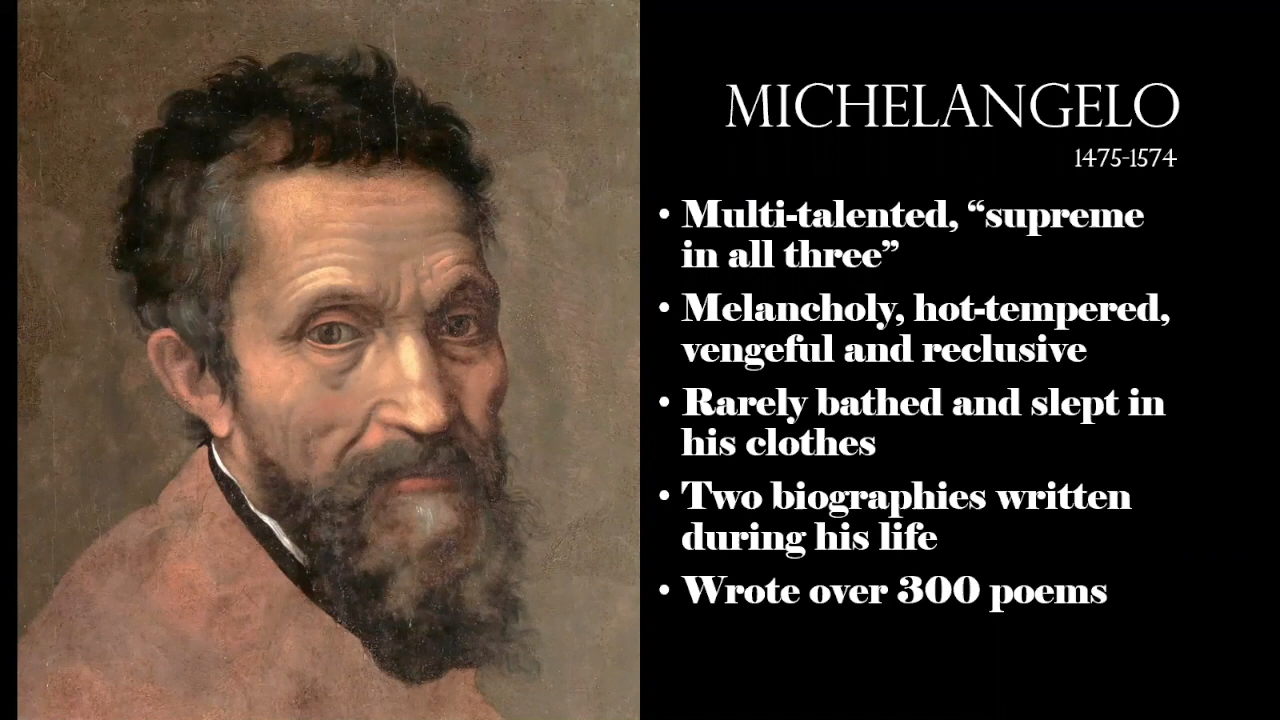 MICHELANGELO
1475-1574
• Multi-talented, “supreme
in all three”
• Melancholy, hot-tempered,
vengeful and reclusive
• Rarely bathed and slept in
his clothes
• Two biographies written
during his life
• Wrote over 300 poems